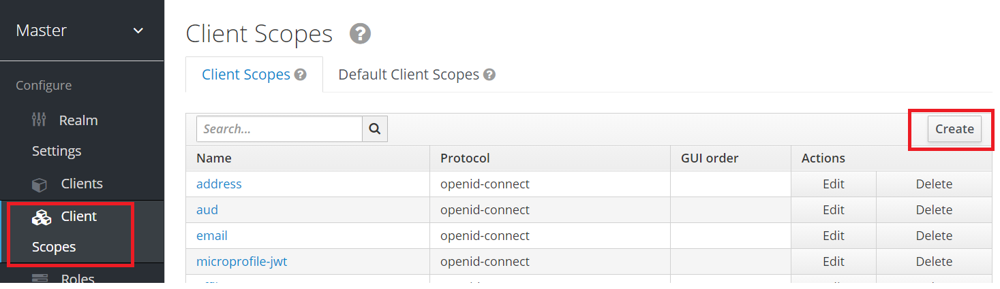 Master
Configure
Realm
Settings
Clients
Client
Scopes
Roles
Client Scopes ?
Client Scopes ? Default Client Scopes ?
Search... Create
Name Protocol GUI order Actions
address openid-connect Edit Delete
aud openid-connect Edit Delete
email openid-connect Edit Delete
microprofile-jwt openid-connect Edit Delete